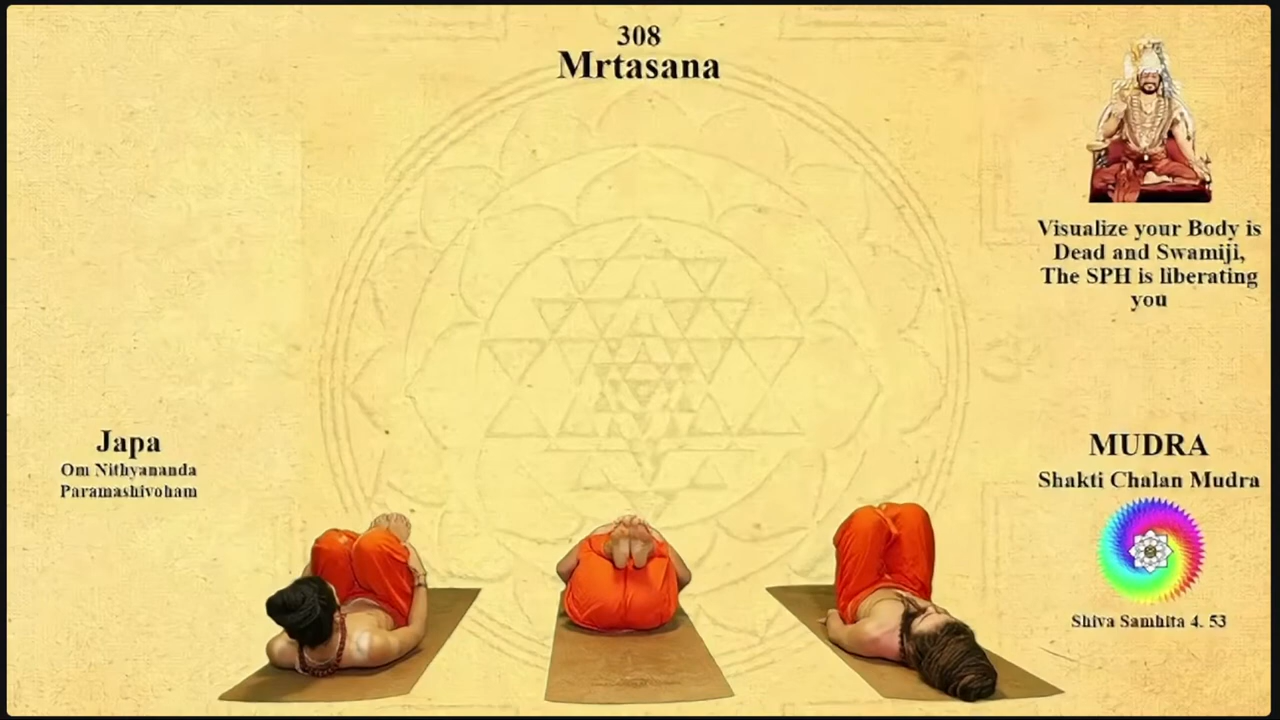 308
Mrtasana
Visualize your Body is
Dead and Swamiji,
The SPH is liberating
you
Japa
Om Nithyananda
Paramashivoham
MUDRA
Shakti Chalan Mudra
Shiva Samhita 4. 53